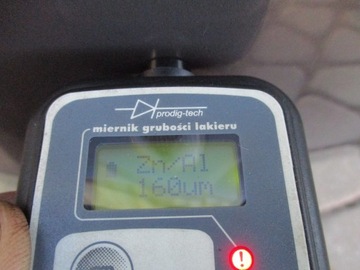 prodig-tech
miernik grubości lakieru
Zn/Al
160um